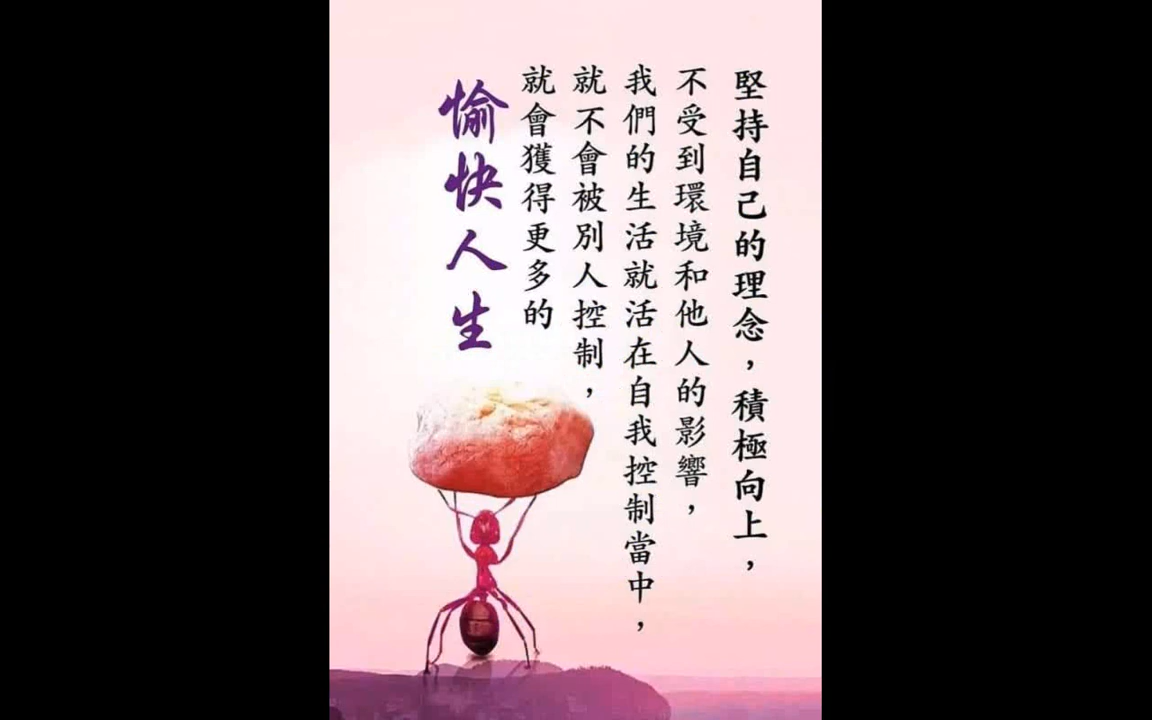 堅持自己的理念，積極向上，
不受到環境和他人的影響，
我們的生活就活在自我控制當中，
就不會被別人控制，
就會獲得更多的
愉快人生